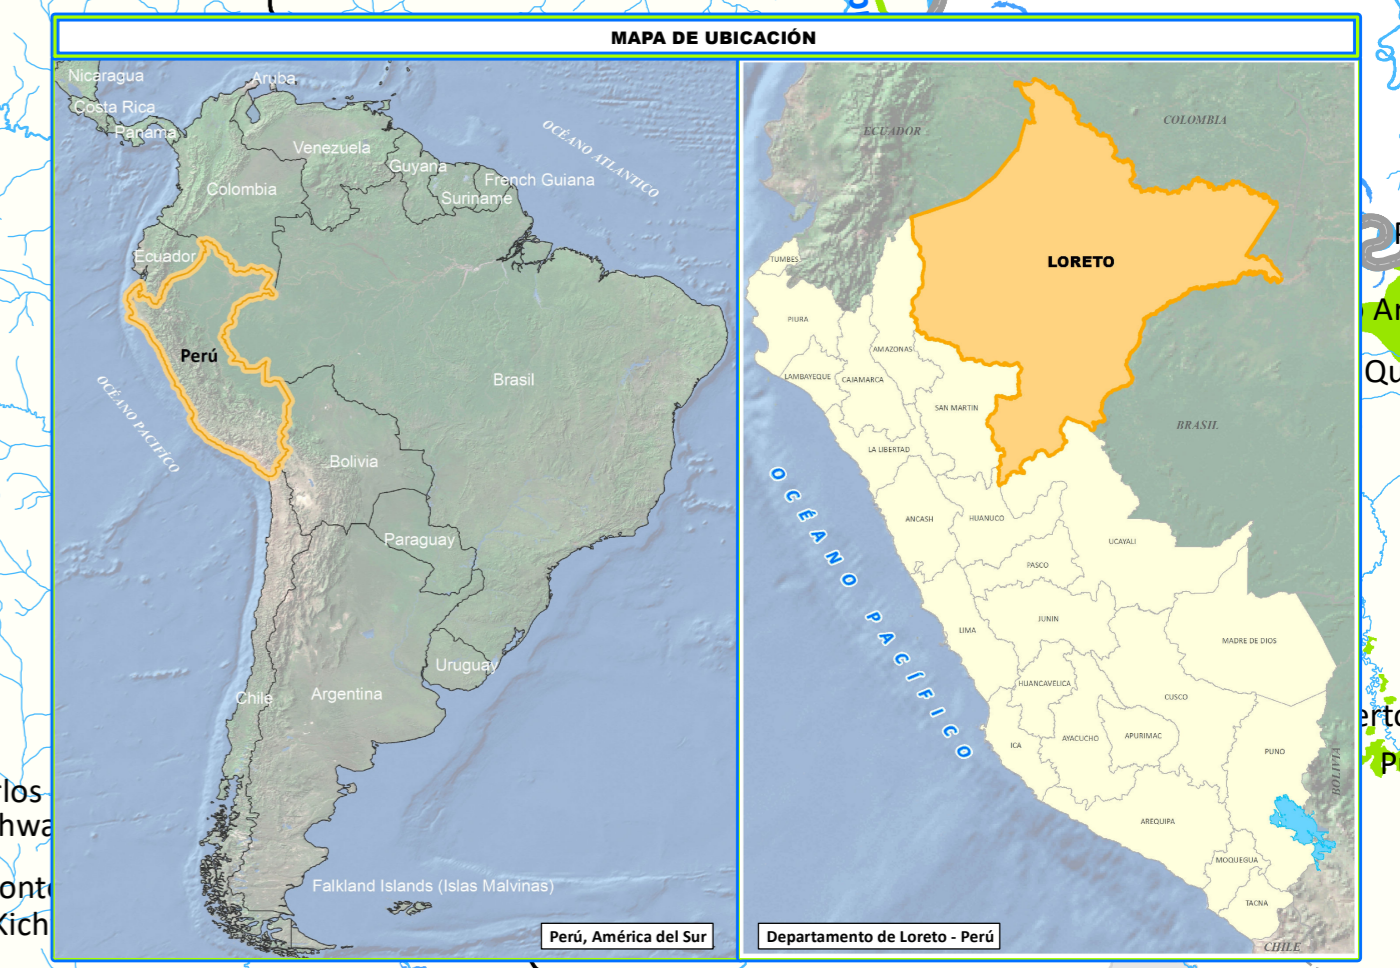 MAPA DE UBICACIÓN
Nicaragua
Aruba
Costa Rica
Panama
Venezuela
Guyana
French Guiana
Suriname
Colombia
OCÉANO ATLANTICO
Ecuador
Perú
OCÉANO PACIFICO
Brasil
Bolivia
Paraguay
Uruguay
Chile
Argentina
Falkland Islands (Islas Malvinas)
Perú, América del Sur
ECUADOR
COLOMBIA
LORETO
TUMBES
PIURA
AMAZONAS
LAMBAYEQUE
CAJAMARCA
SAN MARTIN
BRASIL
LA LIBERTAD
OCÉANO PACÍFICO
ANCASH
HUANUCO
UCAYALI
PASCO
LIMA
JUNIN
MADRE DE DIOS
HUANCAVELICA
CUSCO
ICA
AYACUCHO
APURIMAC
PUNO
BOLIVIA
AREQUIPA
MOQUEGUA
TACNA
CHILE
Departamento de Loreto - Perú